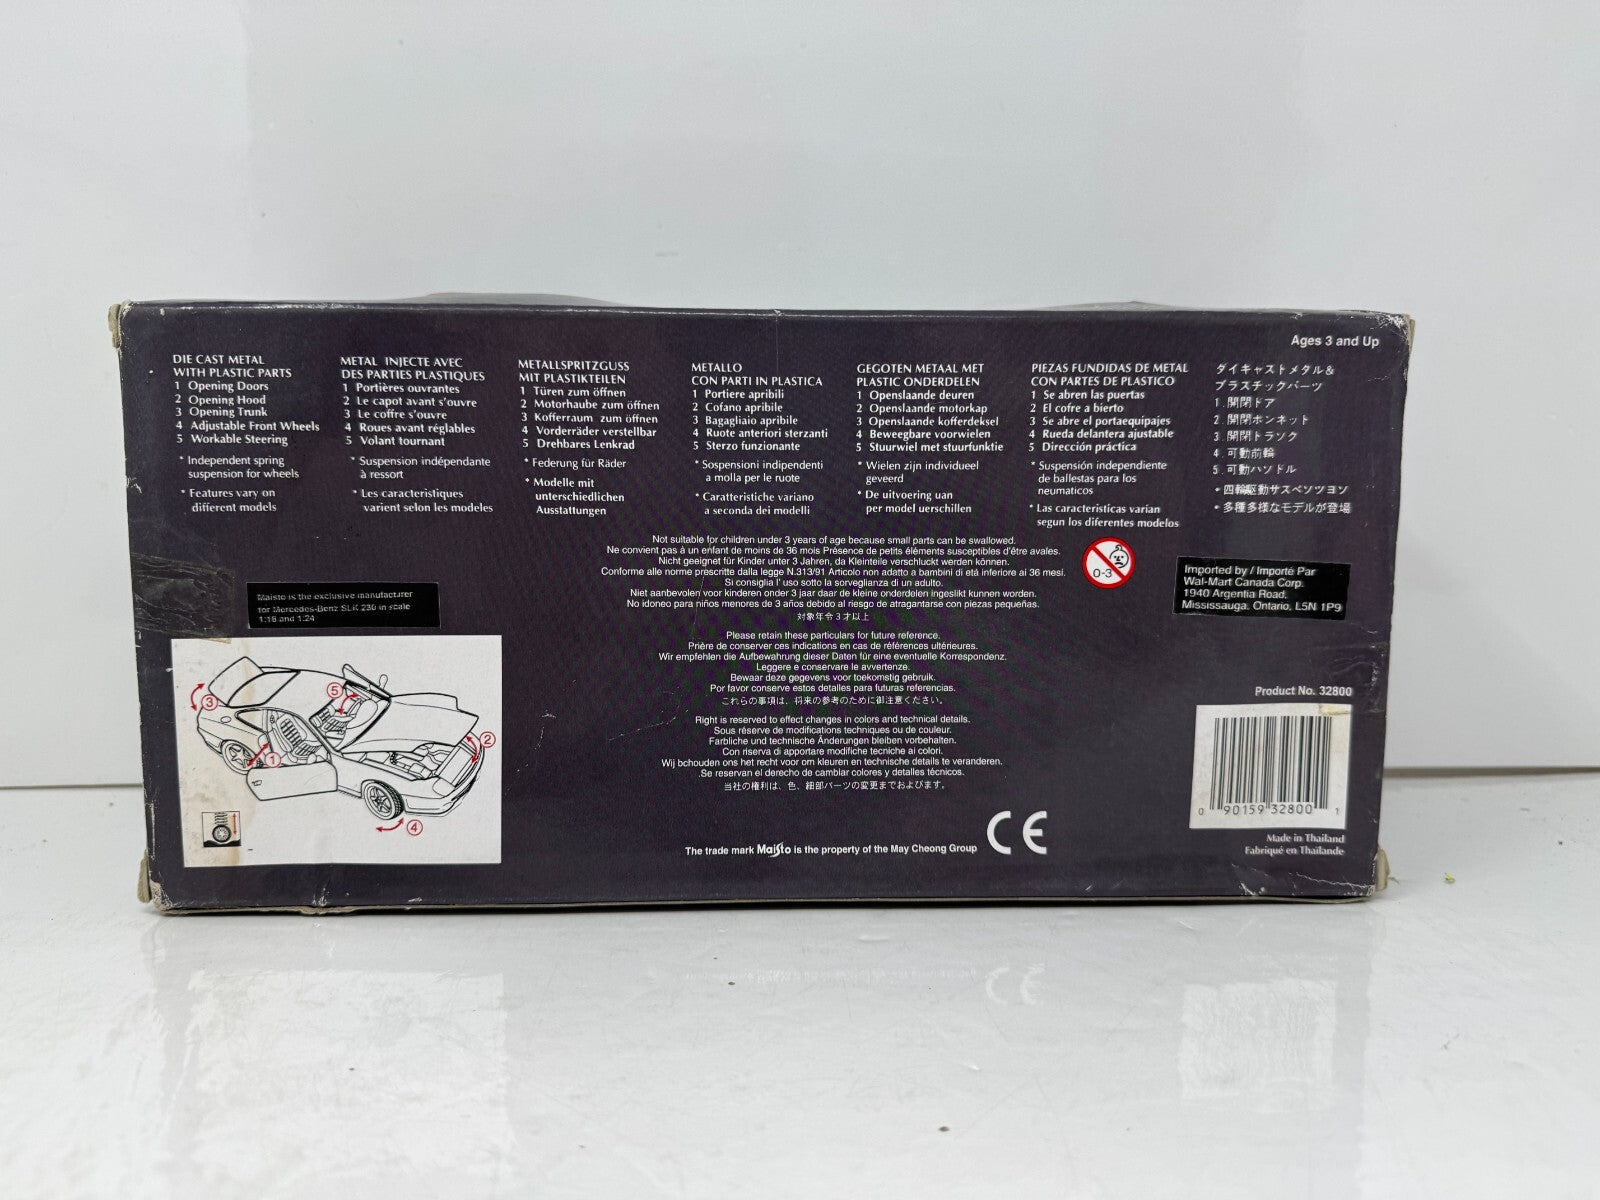 Ages 3 and Up
DIE CAST METAL
WITH PLASTIC PARTS
1 Opening Doors
2 Opening Hood
3 Opening Trunk
4 Adjustable Front Wheels
5 Workable Steering
* Independent spring
suspension for wheels
* Features vary on
different models
METAL INJECTE AVEC
DES PARTIES PLASTIQUES
1 Portières ouvrantes
2 Le capot avant s'ouvre
3 Le coffre s'ouvre
4 Roues avant réglables
5 Volant tournant
* Suspension indépendante
à ressort
* Les caracteristiques
varient selon les modeles
METALLSPRITZGUSS
MIT PLASTIKTEILEN
1 Türen zum öffnen
2 Motorhaube zum öffnen
3 Kofferraum zum öffnen
4 Vorderräder verstellbar
5 Drehbares Lenkrad
* Federung für Räder
* Modelle mit
unterschiedlichen
Ausstattungen
METALLO
CON PARTI IN PLASTICA
1 Portiere apribili
2 Cofano apribile
3 Bagagliaio apribile
4 Ruote anteriori sterzanti
5 Sterzo funzionante
* Sospensioni indipendenti
a molla per le ruote
* Caratteristiche variano
a seconda dei modelli
GEGOTEN METAAL MET
PLASTIC ONDERDELEN
1 Openslaande deuren
2 Openslaande motorkap
3 Openslaande kofferdeksel
4 Beweegbare voorwielen
5 Stuurwiel met stuurfunktie
* Wielen zijn individueel
geveerd
* De uitvoering uan
per model uerschillen
PIEZAS FUNDIDAS DE METAL
CON PARTES DE PLASTICO
1 Se abren las puertas
2 El cofre a bierto
3 Se abre el portaequipajes
4 Rueda delantera ajustable
5 Dirección práctica
* Suspensión independiente
de ballestas para los
neumaticos
* Las caracteristicas varian
segun los diferentes modelos
ダイキャストメタル&
プラスチックパーツ
1.開閉ドア
2.開閉ボンネット
3.開閉トランク
4.可動前輪
5.可動ハンドル
・四輪駆動サスペンツヨン
・多種多様なモデルが登場
Not suitable for children under 3 years of age because small parts can be swallowed.
Ne convient pas à un enfant de moins de 36 mois Présence de petits éléments susceptibles d'être avales.
Nicht geeignet für Kinder unter 3 Jahren, da Kleinteile verschluckt werden können.
Conforme alle norme prescritte dalla legge N.313/91 Articolo non adatto a bambini di etá inferiore ai 36 mesi.
Si consiglia l' uso sotto la sorveglianza di un adulto.
Niet aanbevolen voor kinderen onder 3 jaar daar de kleine onderdelen ingeslikt kunnen worden.
No idoneo para niños menores de 3 años debido al riesgo de atragantarse con piezas pequeñas.
対象年令3才以上
0-3
Imported by / Importé Par
Wal-Mart Canada Corp.
1940 Argentia Road,
Mississauga, Ontario, L5N 1P9
Maisto is the exclusive manufacturer
for Mercedes-Benz SLK 230 in scale
1:18 and 1:24
Please retain these particulars for future reference.
Prière de conserver ces indications en cas de références ultérieures.
Wir empfehlen die Aufbewahrung dieser Daten für eine eventuelle Korrespondenz.
Leggere e conservare le avvertenze.
Bewaar deze gegevens voor toekomstig gebruik.
Por favor conserve estos detalles para futuras referencias.
これらの事項は、将来の参考のために御注意ください。
Right is reserved to effect changes in colors and technical details.
Sous réserve de modifications techniques ou de couleur.
Farbliche und technische Änderungen bleiben vorbehalten.
Con riserva di apportare modifiche tecniche ai colori.
Wij bchouden ons het recht voor om kleuren en technische details te veranderen.
.Se reservan el derecho de cambiar colores y detalles técnicos.
当社の権利は、色、細部パーツの変更までおよびます。
3
5
1
2
4
The trade mark Maisto is the property of the May Cheong Group
CE
Product No. 32800
0 90159 32800 1
Made in Thailand
Fabriqué en Thaïlande